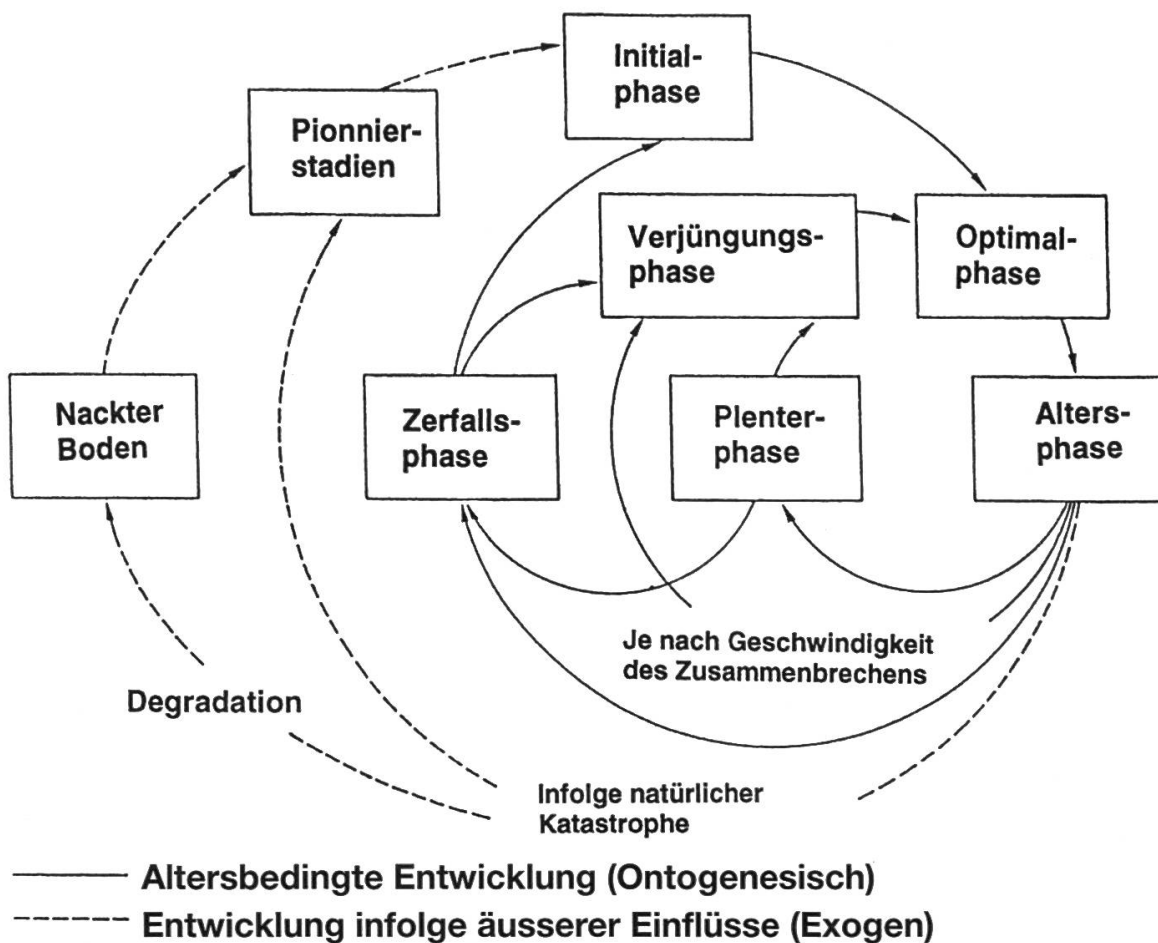 Initial-
phase
Pionnier-
stadien
Verjüngungs-
phase
Optimal-
phase
Nackter
Boden
Zerfalls-
phase
Plenter-
phase
Alters-
phase
Je nach Geschwindigkeit
des Zusammenbrechens
Degradation
Infolge natürlicher
Katastrophe
Altersbedingte Entwicklung (Ontogenesisch)
Entwicklung infolge äusserer Einflüsse (Exogen)